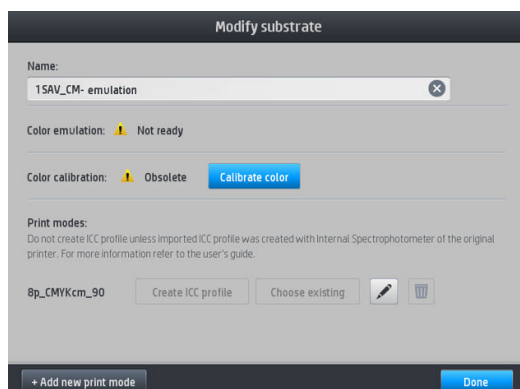 Modify substrate
Name:
1SAV_CM- emulation
Color emulation: Not ready
Color calibration: Obsolete Calibrate color
Print modes:
Do not create ICC profile unless imported ICC profile was created with Internal Spectrophotometer of the original
printer. For more information refer to the user's guide.
8p_CMYKcm_90 Create ICC profile Choose existing
+ Add new print mode Done